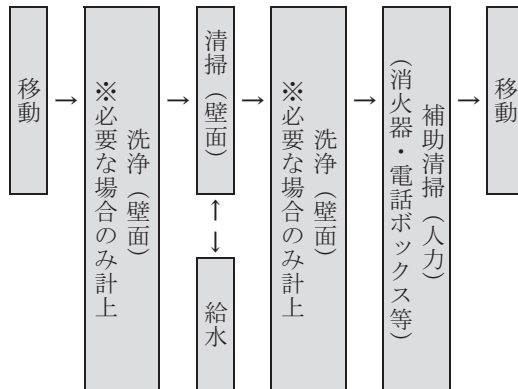 移動
→
洗浄（壁面）
※必要な場合のみ計上
→
清掃（壁面）
↑
↓
給水
→
洗浄（壁面）
※必要な場合のみ計上
→
補助清掃（人力）
（消火器・電話ボックス等）
→
移動